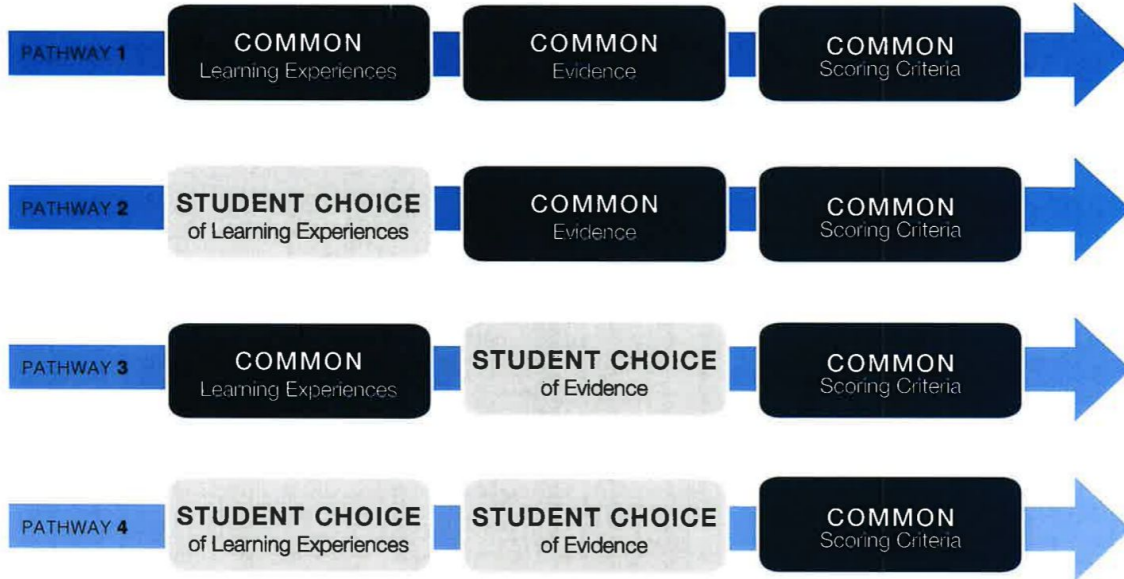 PATHWAY 1
COMMON
Learning Experiences
COMMON
Evidence
COMMON
Scoring Criteria
PATHWAY 2
STUDENT CHOICE
of Learning Experiences
COMMON
Evidence
COMMON
Scoring Criteria
PATHWAY 3
COMMON
Learning Experiences
STUDENT CHOICE
of Evidence
COMMON
Scoring Criteria
PATHWAY 4
STUDENT CHOICE
of Learning Experiences
STUDENT CHOICE
of Evidence
COMMON
Scoring Criteria